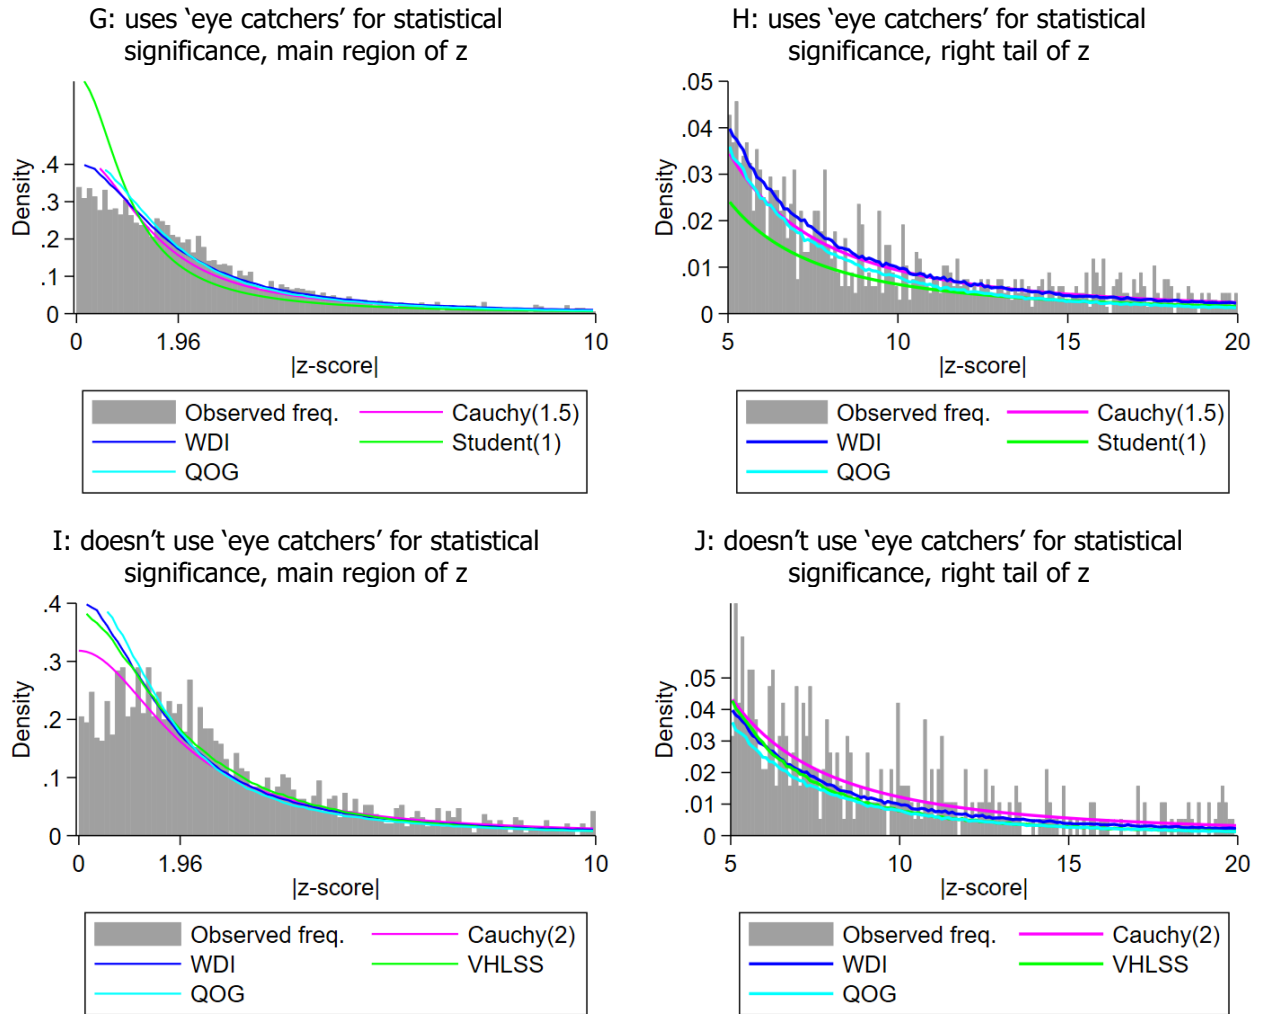 G: uses ‘eye catchers’ for statistical
significance, main region of z
Density
.4
.3
.2
.1
0
0
1.96
10
|z-score|
Observed freq.
Cauchy(1.5)
WDI
Student(1)
QOG
H: uses ‘eye catchers’ for statistical
significance, right tail of z
Density
.05
.04
.03
.02
.01
0
5
10
15
20
|z-score|
Observed freq.
Cauchy(1.5)
WDI
Student(1)
QOG
I: doesn’t use ‘eye catchers’ for statistical
significance, main region of z
Density
.4
.3
.2
.1
0
0
1.96
10
|z-score|
Observed freq.
Cauchy(2)
WDI
VHLSS
QOG
J: doesn’t use ‘eye catchers’ for statistical
significance, right tail of z
Density
.05
.04
.03
.02
.01
0
5
10
15
20
|z-score|
Observed freq.
Cauchy(2)
WDI
VHLSS
QOG